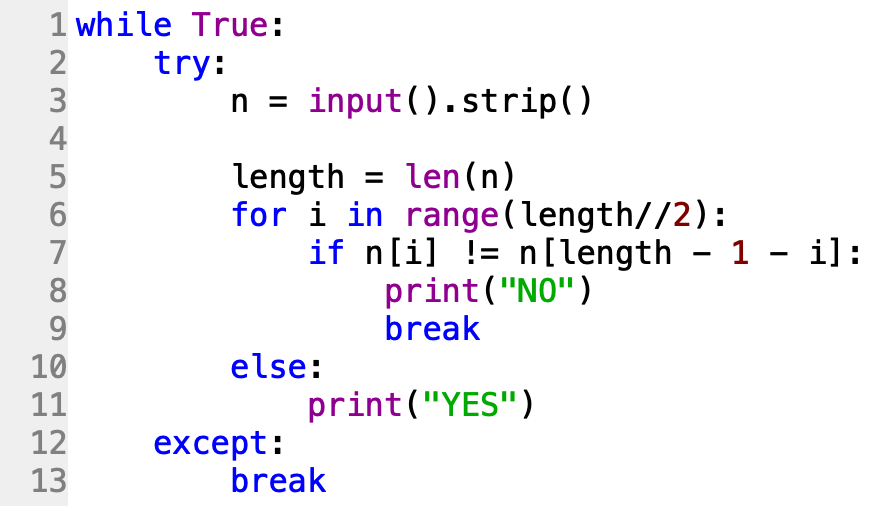 1 while True:
2     try:
3         n = input().strip()
4
5         length = len(n)
6         for i in range(length//2):
7             if n[i] != n[length - 1 - i]:
8                 print("NO")
9                 break
10         else:
11             print("YES")
12     except:
13         break